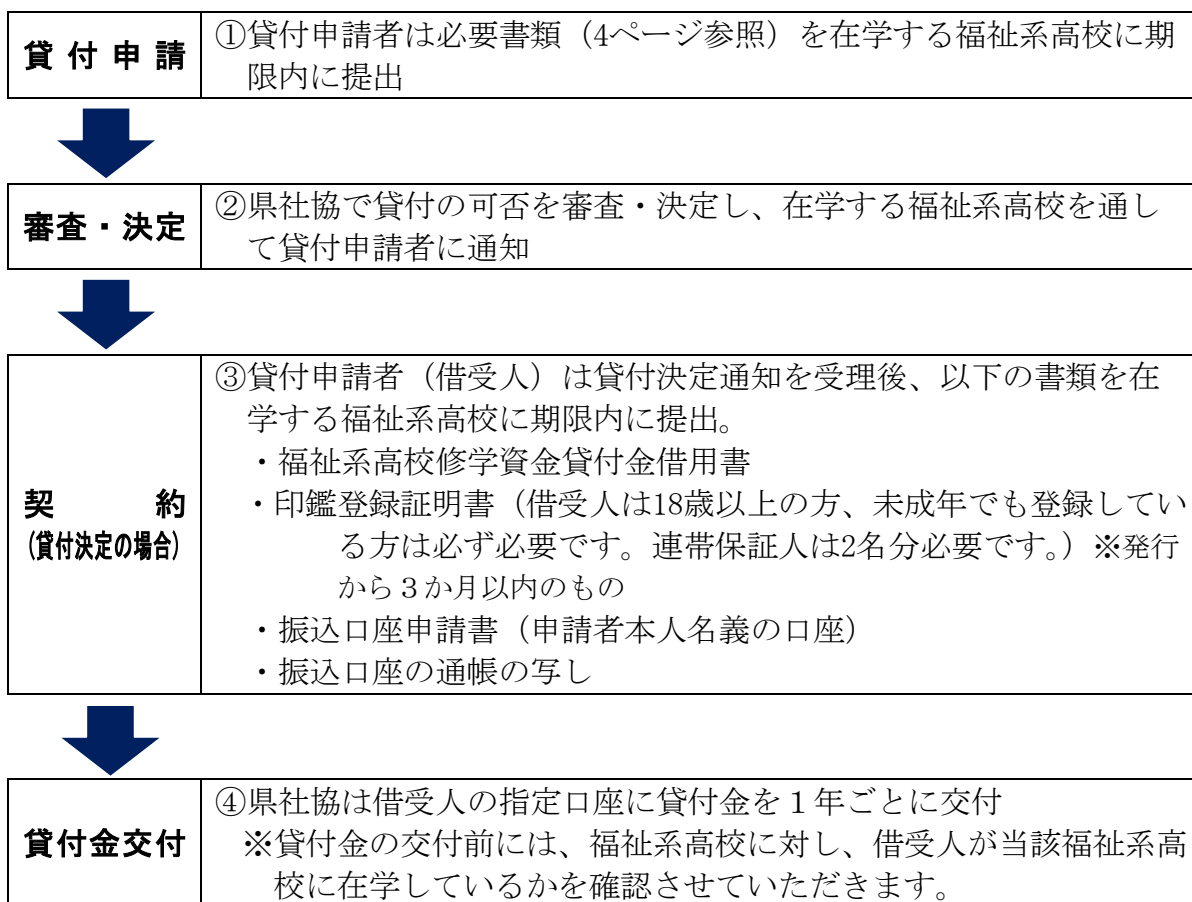 貸付申請
①貸付申請者は必要書類（4ページ参照）を在学する福祉系高校に期
限内に提出
審査・決定
②県社協で貸付の可否を審査・決定し、在学する福祉系高校を通し
て貸付申請者に通知
契約
（貸付決定の場合）
③貸付申請者（借受人）は貸付決定通知を受理後、以下の書類を在
学する福祉系高校に期限内に提出。
・福祉系高校修学資金貸付金借用書
・印鑑登録証明書（借受人は18歳以上の方、未成年でも登録してい
る方は必ず必要です。連帯保証人は2名分必要です。）※発行
から３か月以内のもの
・振込口座申請書（申請者本人名義の口座）
・振込口座の通帳の写し
貸付金交付
④県社協は借受人の指定口座に貸付金を１年ごとに交付
※貸付金の交付前には、福祉系高校に対し、借受人が当該福祉系高
校に在学しているかを確認させていただきます。